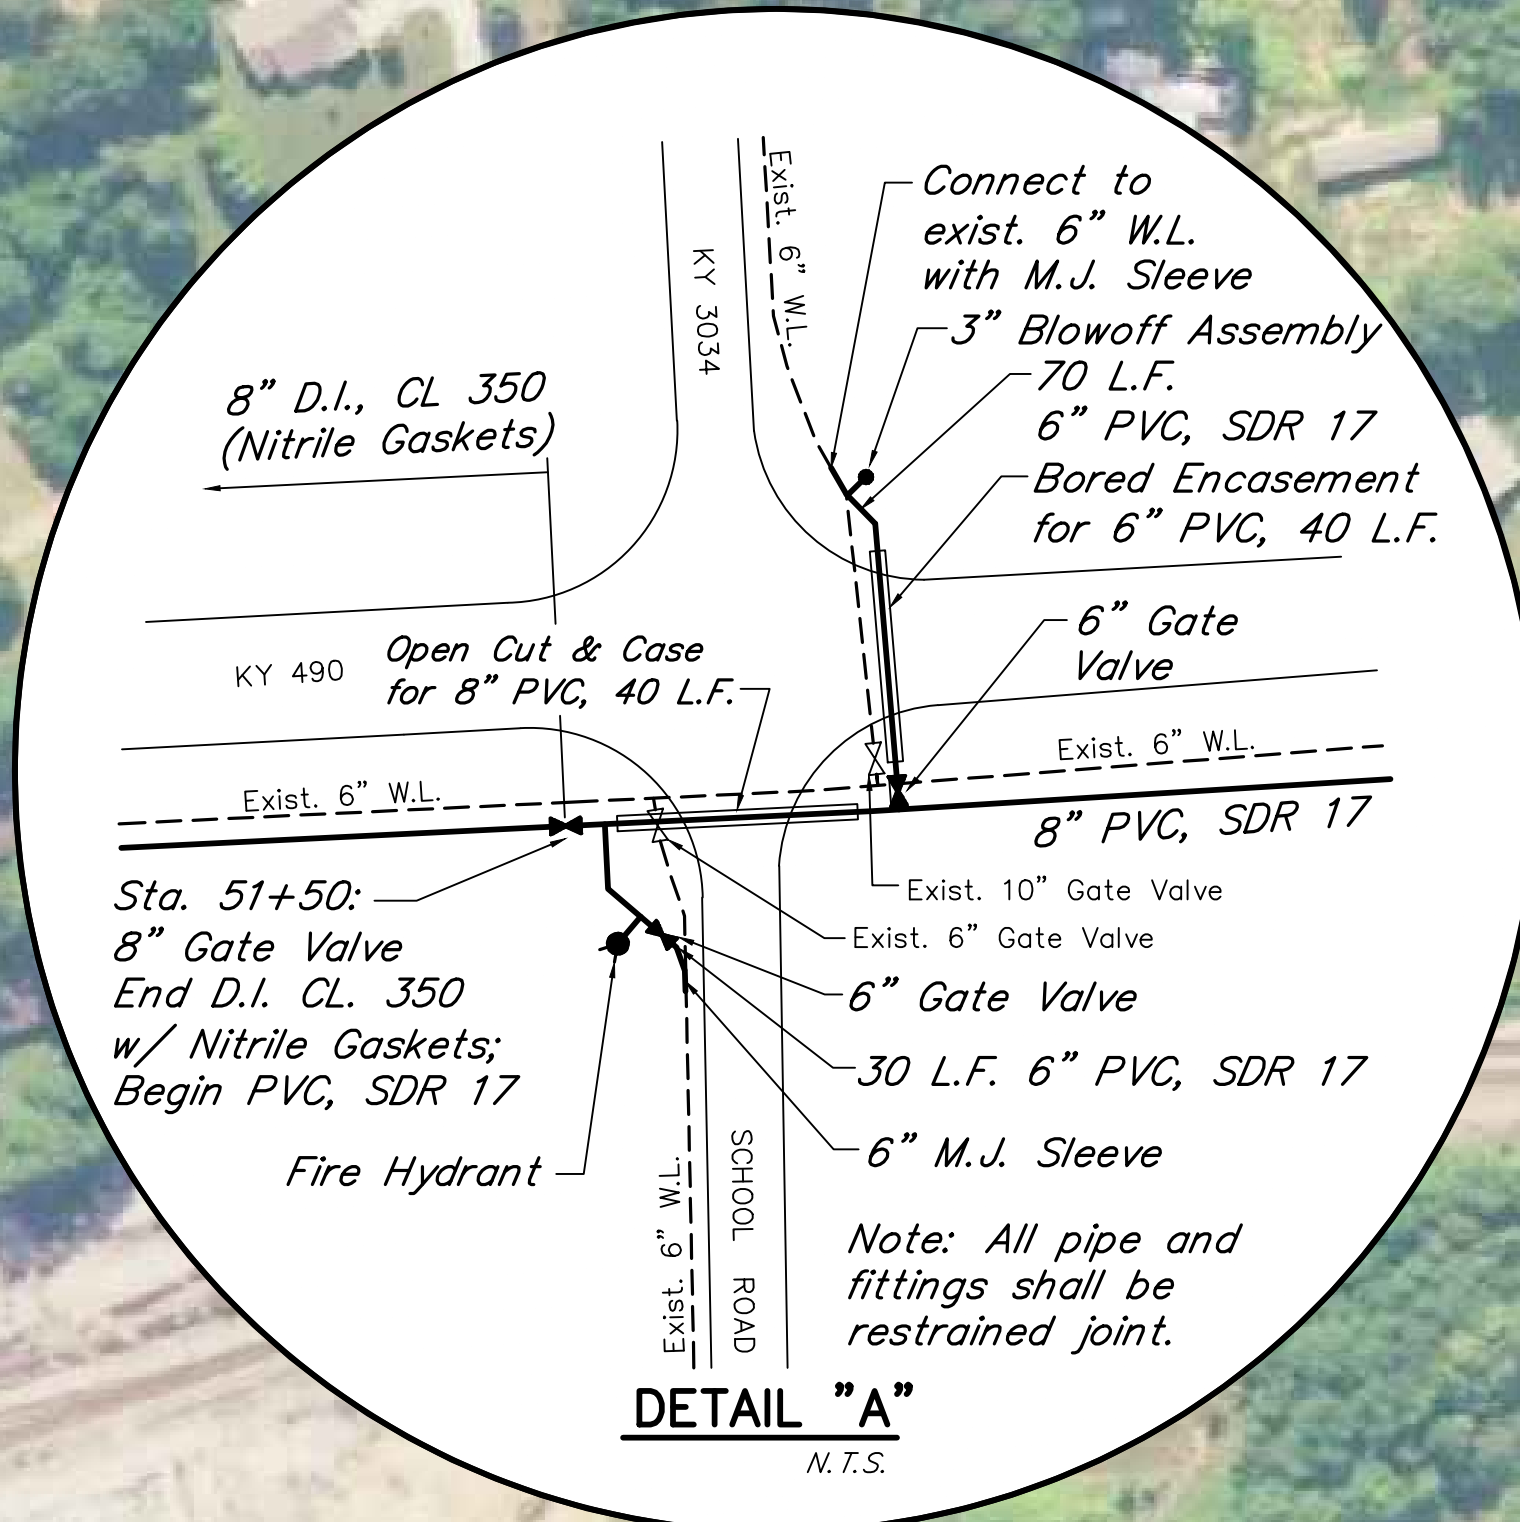 Exist. 6” W.L.
KY 3034
Connect to
exist. 6” W.L.
with M.J. Sleeve
3” Blowoff Assembly
70 L.F.
6” PVC, SDR 17
Bored Encasement
for 6” PVC, 40 L.F.
8” D.I., CL 350
(Nitrile Gaskets)
6” Gate
Valve
Open Cut & Case
for 8” PVC, 40 L.F.
KY 490
Exist. 6” W.L.
Exist. 6” W.L.
8” PVC, SDR 17
Exist. 10” Gate Valve
Exist. 6” Gate Valve
Sta. 51+50:
8” Gate Valve
End D.I. CL. 350
w/ Nitrile Gaskets;
Begin PVC, SDR 17
6” Gate Valve
30 L.F. 6” PVC, SDR 17
6” M.J. Sleeve
Fire Hydrant
Exist. 6” W.L.
SCHOOL ROAD
Note: All pipe and
fittings shall be
restrained joint.
DETAIL ”A”
N.T.S.